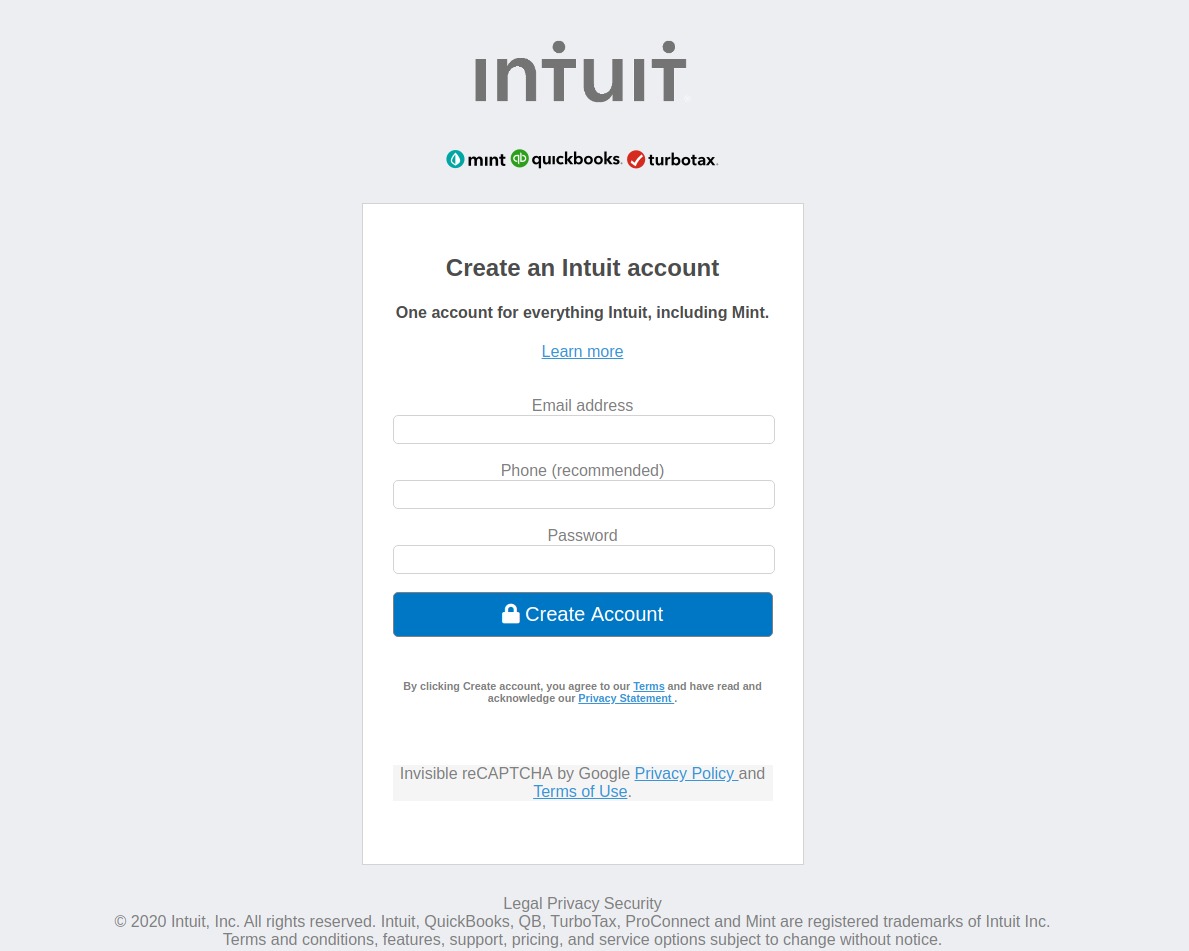 intuit
mint quickbooks. turbotax.
Create an Intuit account
One account for everything Intuit, including Mint.
Learn more
Email address
Phone (recommended)
Password
Create Account
By clicking Create account, you agree to our Terms and have read and
acknowledge our Privacy Statement .
Invisible reCAPTCHA by Google Privacy Policy and
Terms of Use.
Legal Privacy Security
© 2020 Intuit, Inc. All rights reserved. Intuit, QuickBooks, QB, TurboTax, ProConnect and Mint are registered trademarks of Intuit Inc.
Terms and conditions, features, support, pricing, and service options subject to change without notice.